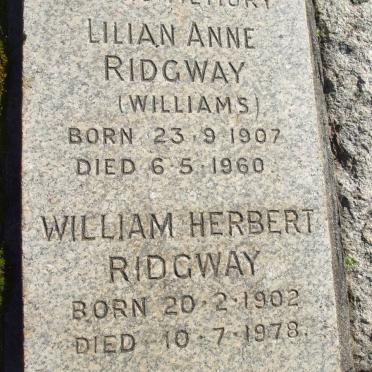 MEMORY
LILIAN ANNE
RIDGWAY
(WILLIAMS)
BORN 23·9·1907
DIED 6·5·1960.
WILLIAM HERBERT
RIDGWAY
BORN 20·2·1902
DIED 10·7·1978.